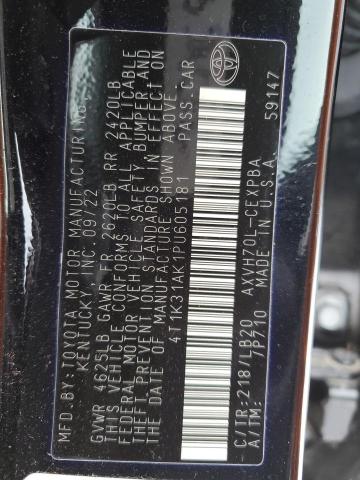 MFD.BY:TOYOTA MOTOR MANUFACTURING
KENTUCKY, INC. 09/22
GVWR 4625LB GAWR FR 2620LB RR 2420LB
THIS VEHICLE CONFORMS TO ALL APPLICABLE
FEDERAL MOTOR VEHICLE SAFETY BUMPER AND
THEFT PREVENTION STANDARDS IN EFFECT ON
THE DATE OF MANUFACTURE SHOWN ABOVE.
4T1K31AK1PU605181 PASS.CAR
C/TR:218/LB20 AXVH70L-CEXPBA
A/TM: /PZ10 MADE IN U.S.A. 59147